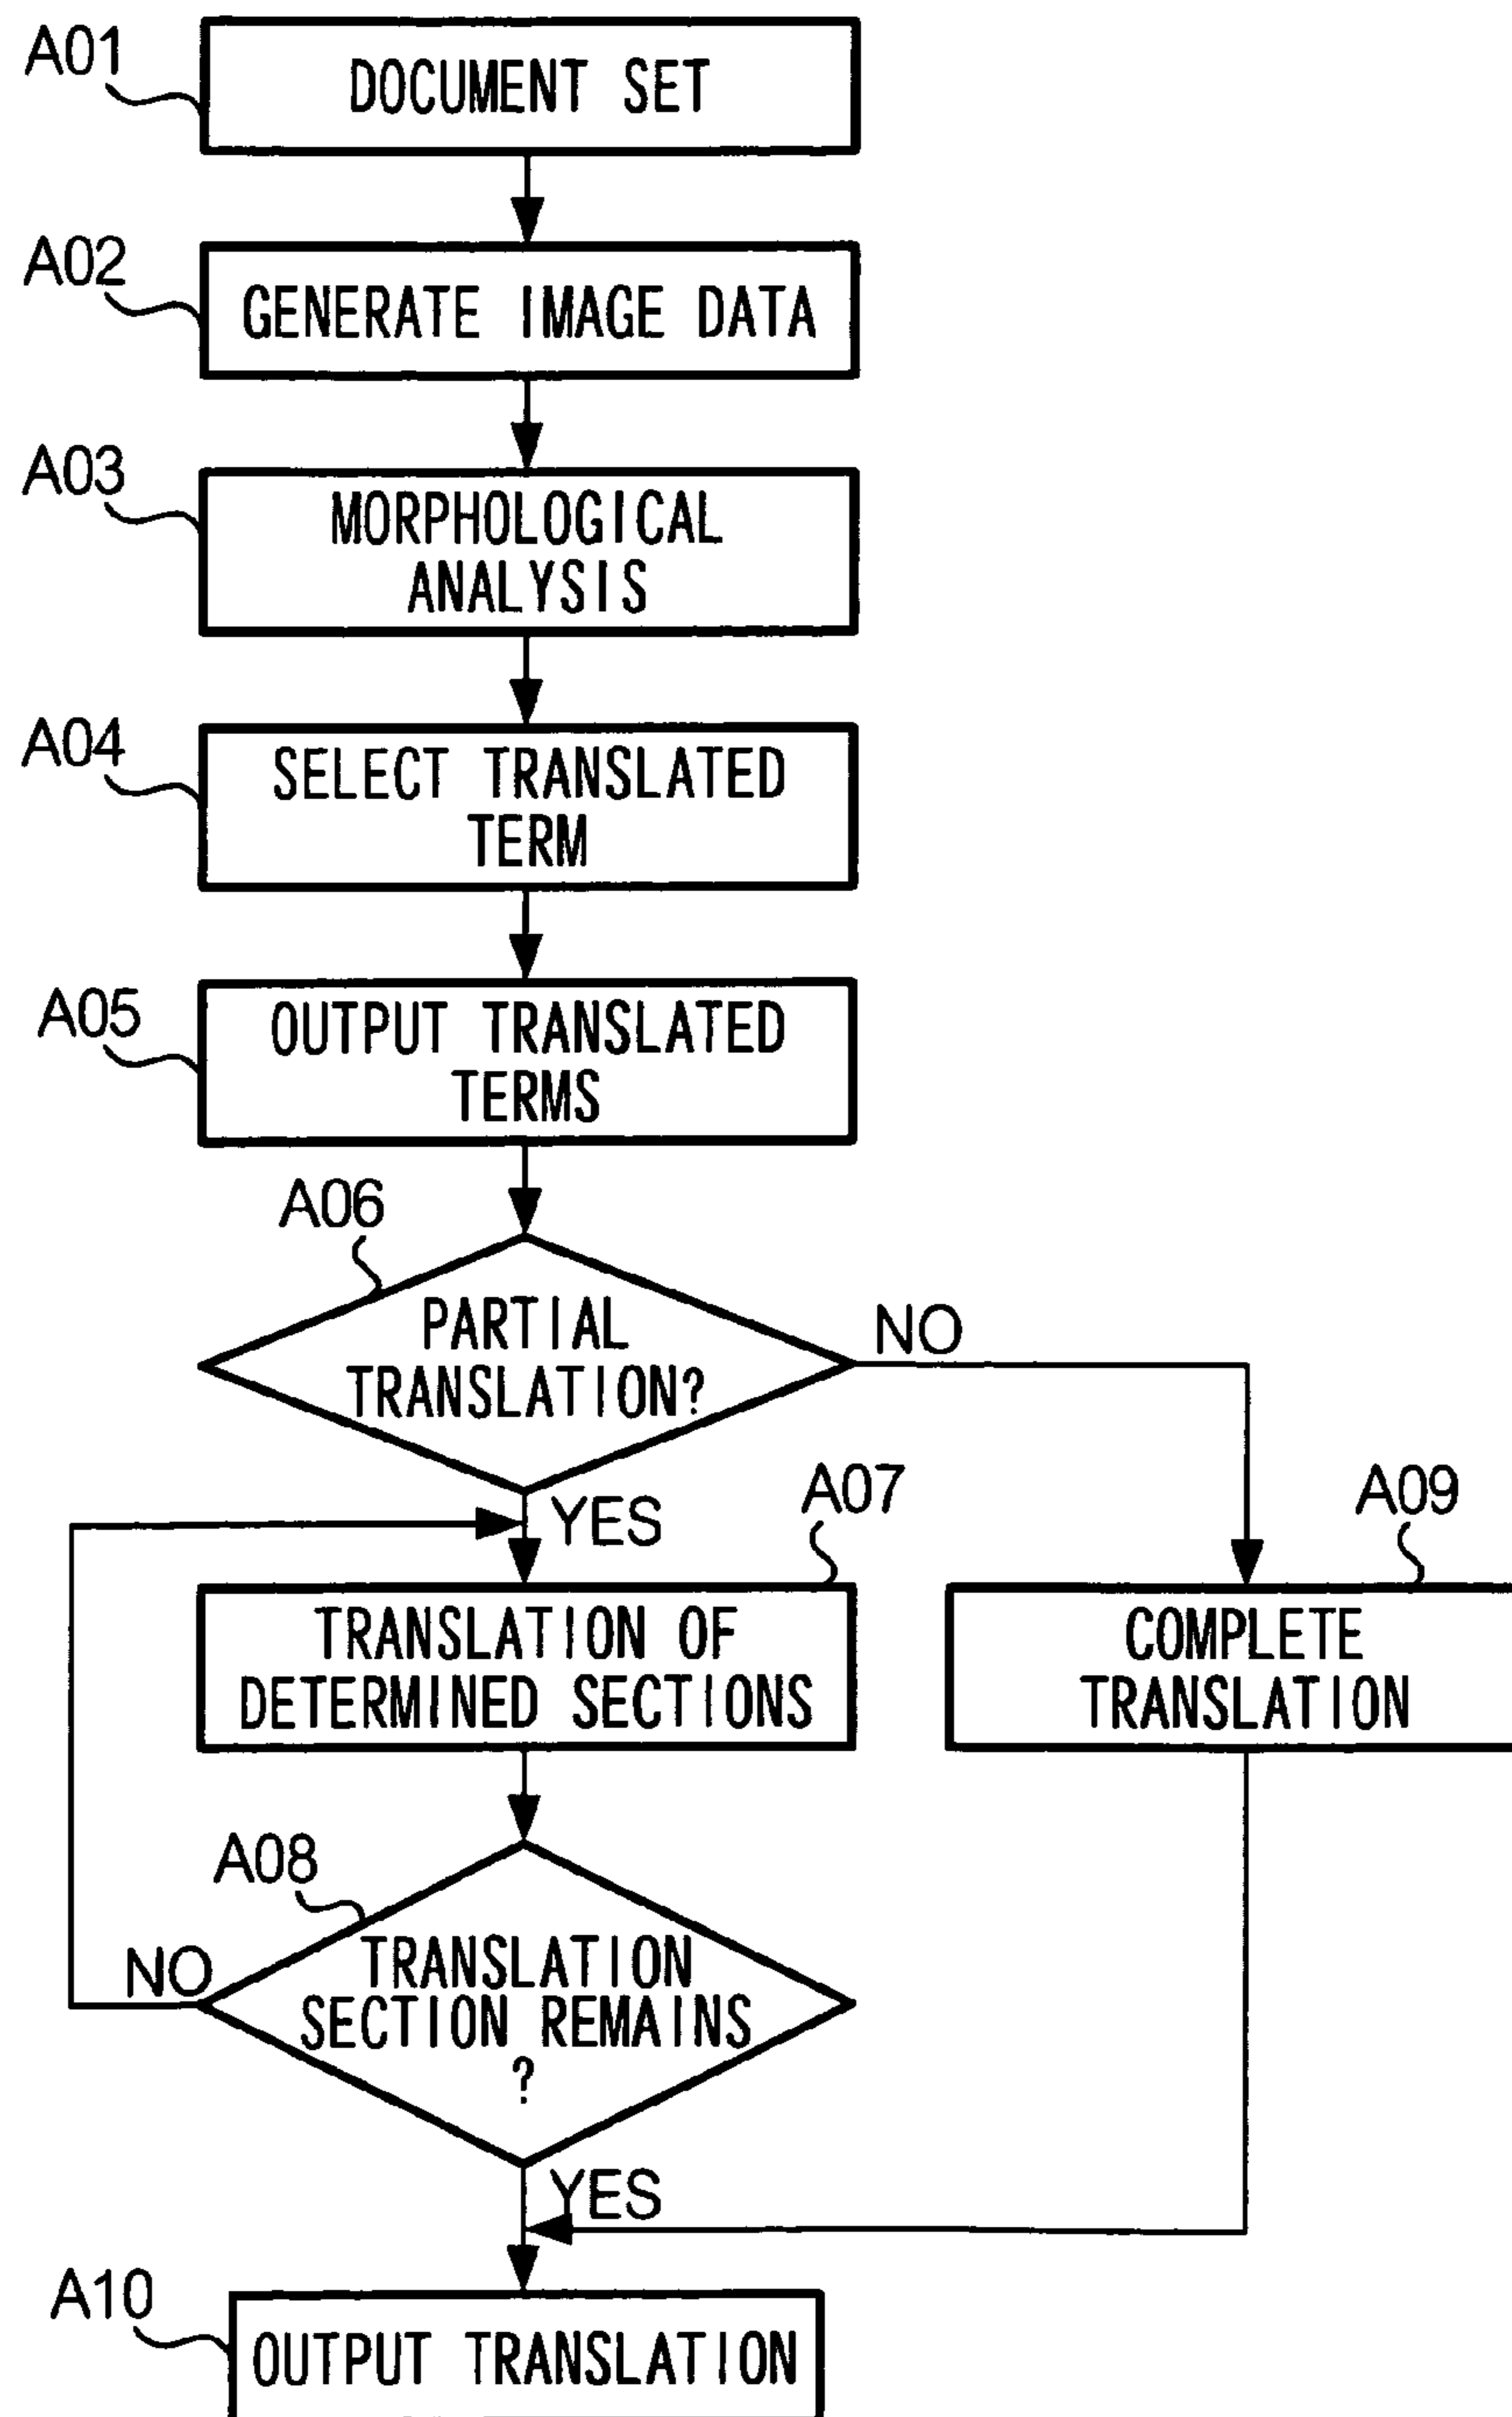 A01
DOCUMENT SET
A02
GENERATE IMAGE DATA
A03
MORPHOLOGICAL
ANALYSIS
A04
SELECT TRANSLATED
TERM
A05
OUTPUT TRANSLATED
TERMS
A06
PARTIAL
TRANSLATION?
NO
YES
A07
TRANSLATION OF
DETERMINED SECTIONS
A09
COMPLETE
TRANSLATION
A08
TRANSLATION
SECTION REMAINS
?
NO
YES
A10
OUTPUT TRANSLATION